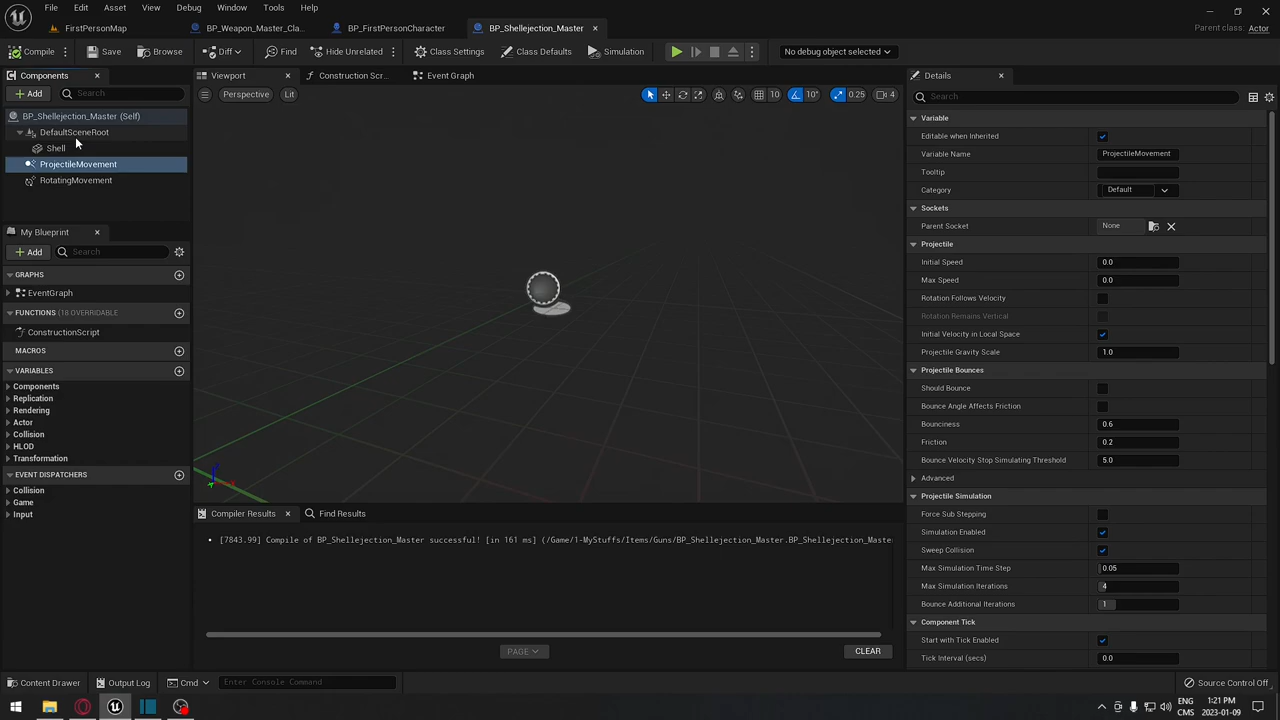 File Edit Asset View Debug Window Tools Help
FirstPersonMap BP_Weapon_Master_Cla... BP_FirstPersonCharacter BP_Shellejection_Master
Parent class: Actor
Compile Save Browse Diff Find Hide Unrelated Class Settings Class Defaults Simulation No debug object selected
Components
Add Search
BP_Shellejection_Master (Self)
DefaultSceneRoot
Shell
ProjectileMovement
RotatingMovement
My Blueprint
Add Search
GRAPHS
EventGraph
FUNCTIONS (18 OVERRIDABLE
ConstructionScript
MACROS
VARIABLES
Components
Replication
Rendering
Actor
Collision
HLOD
Transformation
EVENT DISPATCHERS
Collision
Game
Input
Viewport Construction Scr... Event Graph
Perspective Lit 10 10° 0.25 4
Compiler Results Find Results
[7843.99] Compile of BP_Shellejection_Master successful! [in 161 ms] (/Game/1-MyStuffs/Items/Guns/BP_Shellejection_Master.BP_Shellejection_Maste
PAGE CLEAR
Details
Search
Variable
Editable when Inherited
Variable Name ProjectileMovement
Tooltip
Category Default
Sockets
Parent Socket None
Projectile
Initial Speed 0.0
Max Speed 0.0
Rotation Follows Velocity
Rotation Remains Vertical
Initial Velocity in Local Space
Projectile Gravity Scale 1.0
Projectile Bounces
Should Bounce
Bounce Angle Affects Friction
Bounciness 0.6
Friction 0.2
Bounce Velocity Stop Simulating Threshold 5.0
Advanced
Projectile Simulation
Force Sub Stepping
Simulation Enabled
Sweep Collision
Max Simulation Time Step 0.05
Max Simulation Iterations 4
Bounce Additional Iterations 1
Component Tick
Start with Tick Enabled
Tick Interval (secs) 0.0
Content Drawer Output Log Cmd Enter Console Command Source Control Off
ENG
CMS
1:21 PM
2023-01-09